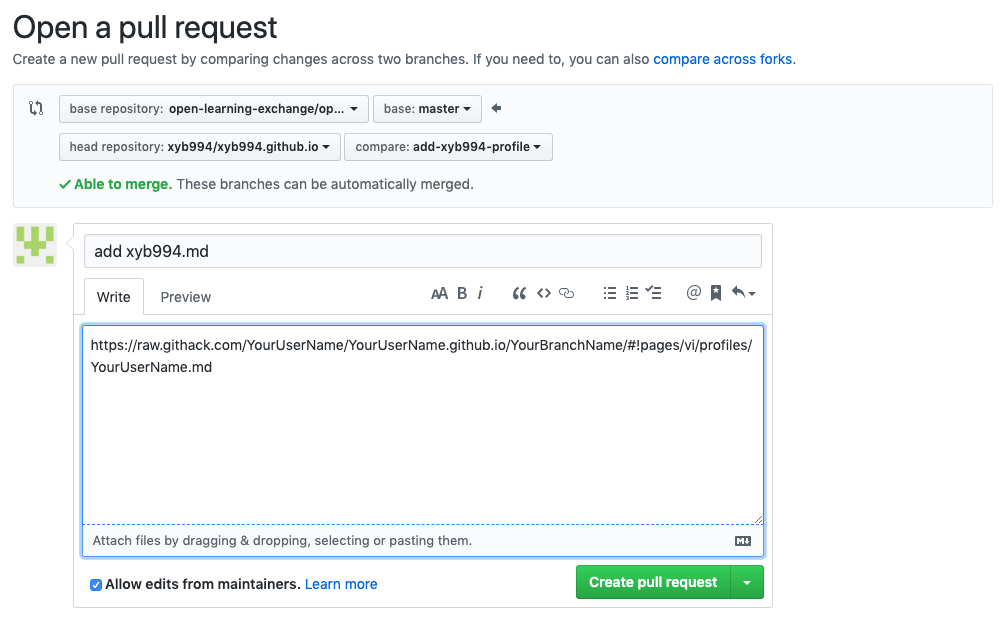 Open a pull request
Create a new pull request by comparing changes across two branches. If you need to, you can also compare across forks.
base repository: open-learning-exchange/op... base: master
head repository: xyb994/xyb994.github.io compare: add-xyb994-profile
Able to merge. These branches can be automatically merged.
add xyb994.md
Write Preview AA B i
https://raw.githack.com/YourUserName/YourUserName.github.io/YourBranchName/#!pages/vi/profiles/
YourUserName.md
Attach files by dragging & dropping, selecting or pasting them.
Allow edits from maintainers. Learn more Create pull request